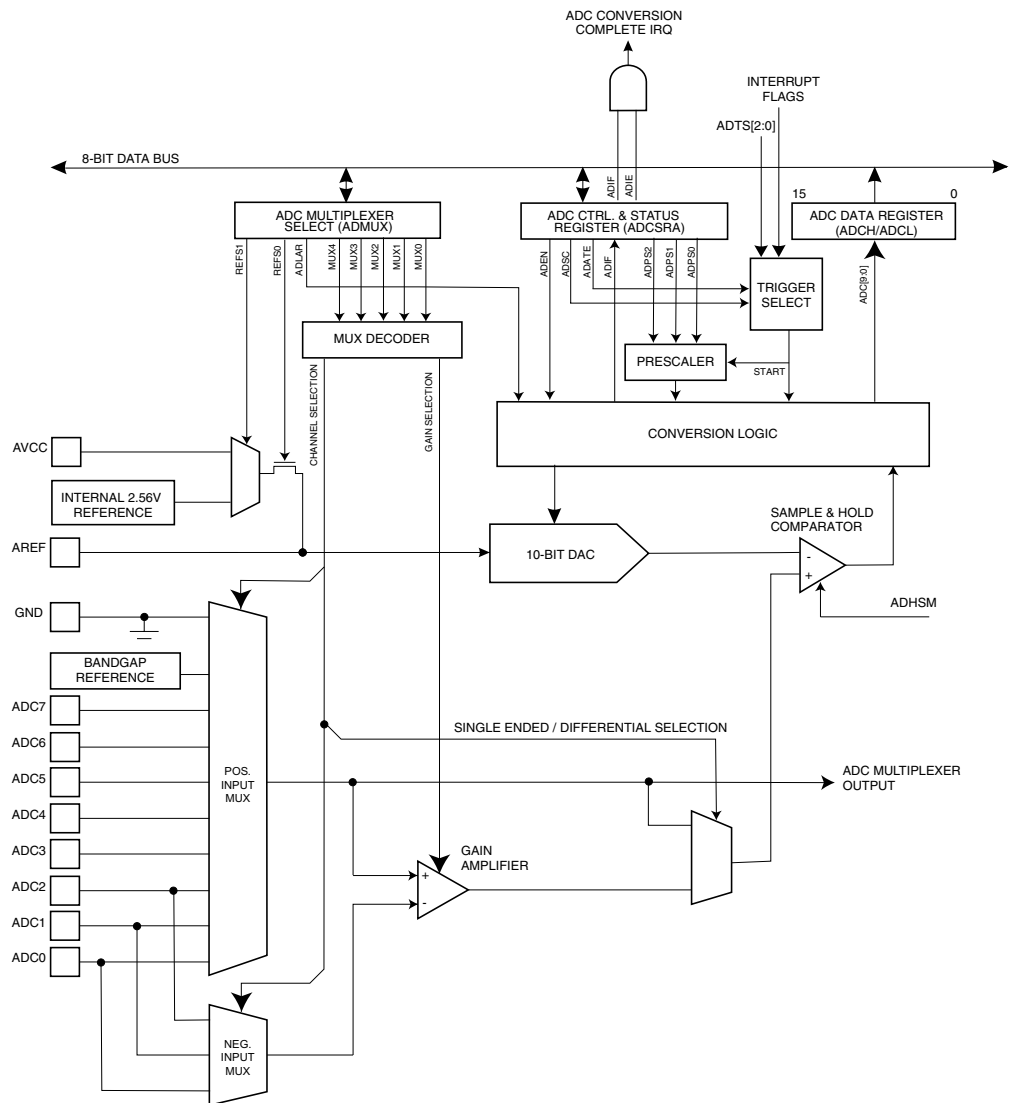 ADC CONVERSION
COMPLETE IRQ
INTERRUPT
FLAGS
ADTS[2:0]
8-BIT DATA BUS
ADIF
ADIE
15
0
ADC MULTIPLEXER
SELECT (ADMUX)
ADC CTRL. & STATUS
REGISTER (ADCSRA)
ADC DATA REGISTER
(ADCH/ADCL)
REFS1
REFS0
ADLAR
MUX4
MUX3
MUX2
MUX1
MUX0
ADEN
ADSC
ADATE
ADIF
ADPS2
ADPS1
ADPS0
ADC[9:0]
TRIGGER
SELECT
MUX DECODER
PRESCALER
START
CHANNEL SELECTION
GAIN SELECTION
CONVERSION LOGIC
AVCC
INTERNAL 2.56V
REFERENCE
SAMPLE & HOLD
COMPARATOR
AREF
10-BIT DAC
-
+
GND
ADHSM
BANDGAP
REFERENCE
ADC7
SINGLE ENDED / DIFFERENTIAL SELECTION
ADC6
ADC5
POS.
INPUT
MUX
ADC MULTIPLEXER
OUTPUT
ADC4
ADC3
GAIN
AMPLIFIER
+
-
ADC2
ADC1
ADC0
NEG.
INPUT
MUX